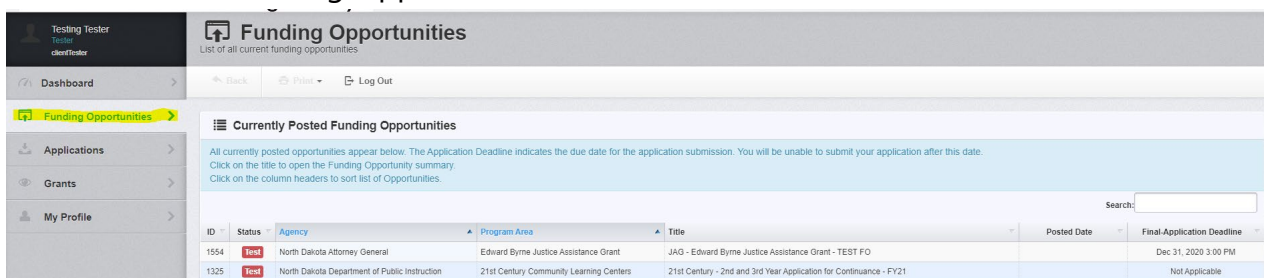 Testing Tester
Tester
clientTester
Dashboard
Funding Opportunities
Applications
Grants
My Profile
Funding Opportunities
List of all current funding opportunities
Back Print Log Out
Currently Posted Funding Opportunities
All currently posted opportunities appear below. The Application Deadline indicates the due date for the application submission. You will be unable to submit your application after this date.
Click on the title to open the Funding Opportunity summary.
Click on the column headers to sort list of Opportunities.
Search:
ID Status Agency Program Area Title Posted Date Final-Application Deadline
1554 Test North Dakota Attorney General Edward Byrne Justice Assistance Grant JAG - Edward Byrne Justice Assistance Grant - TEST FO Dec 31, 2020 3:00 PM
1325 Test North Dakota Department of Public Instruction 21st Century Community Learning Centers 21st Century - 2nd and 3rd Year Application for Continuance - FY21 Not Applicable